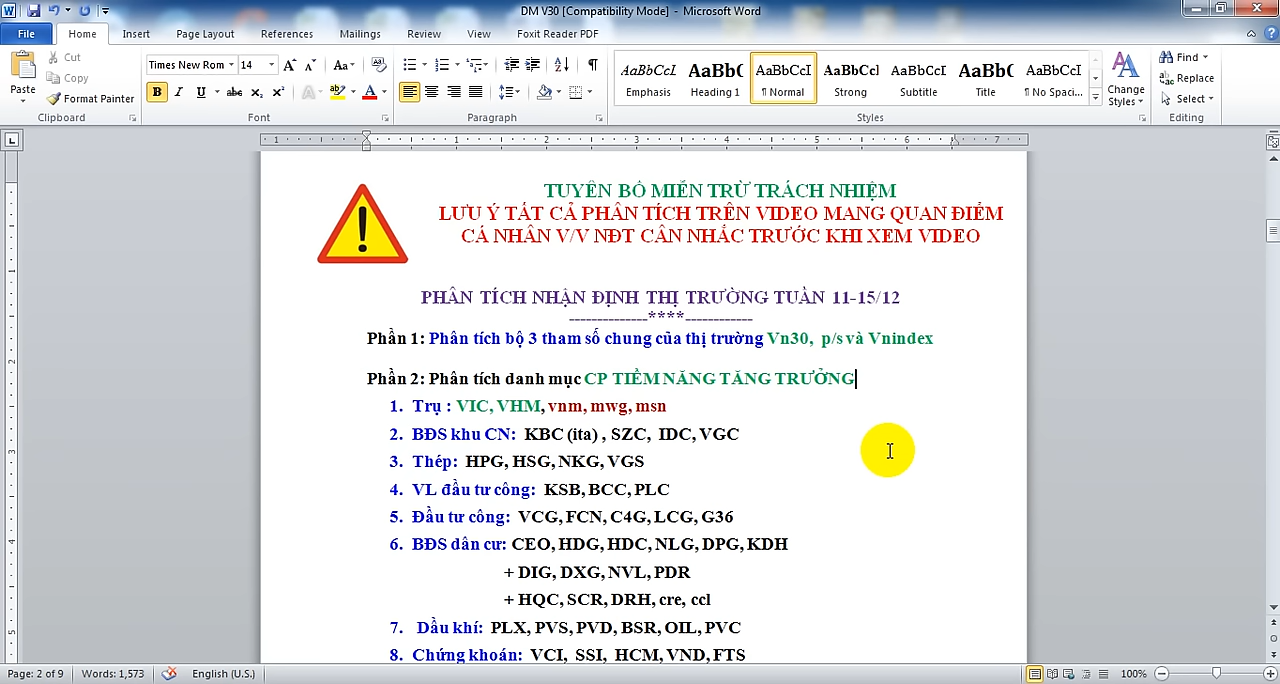 DM V30 [Compatibility Mode] - Microsoft Word
File Home Insert Page Layout References Mailings Review View Foxit Reader PDF
Paste
Cut
Copy
Format Painter
Clipboard
Times New Rom 14
Font
Paragraph
AaBbCcI AaBbC AaBbCcI AaBbCcl AaBbCcI AaBbC AaBbCcI
Emphasis Heading 1 ¶ Normal Strong Subtitle Title ¶ No Spaci...
Styles
Change Styles
Find
Replace
Select
Editing
TUYÊN BỐ MIỄN TRỪ TRÁCH NHIỆM
LƯU Ý TẤT CẢ PHÂN TÍCH TRÊN VIDEO MANG QUAN ĐIỂM
CÁ NHÂN V/V NĐT CÂN NHẮC TRƯỚC KHI XEM VIDEO
PHÂN TÍCH NHẬN ĐỊNH THỊ TRƯỜNG TUẦN 11-15/12
--------------****------------
Phần 1: Phân tích bộ 3 tham số chung của thị trường Vn30, p/s và Vnindex
Phần 2: Phân tích danh mục CP TIỀM NĂNG TĂNG TRƯỞNG
1. Trụ : VIC, VHM, vnm, mwg, msn
2. BĐS khu CN: KBC (ita) , SZC, IDC, VGC
3. Thép: HPG, HSG, NKG, VGS
4. VL đầu tư công: KSB, BCC, PLC
5. Đầu tư công: VCG, FCN, C4G, LCG, G36
6. BĐS dân cư: CEO, HDG, HDC, NLG, DPG, KDH
+ DIG, DXG, NVL, PDR
+ HQC, SCR, DRH, cre, ccl
7. Dầu khí: PLX, PVS, PVD, BSR, OIL, PVC
8. Chứng khoán: VCI, SSI, HCM, VND, FTS
Page: 2 of 9 Words: 1,573 English (U.S.) 100%